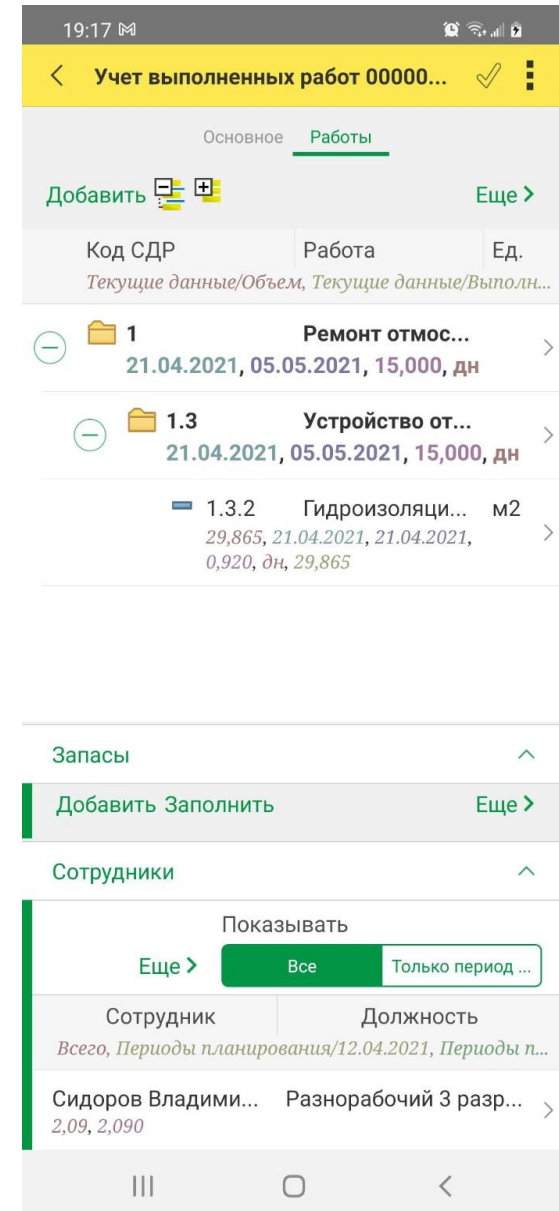 19:17
Учет выполненных работ 00000...
Основное Работы
Добавить Еще
Код СДР Работа Ед.
Текущие данные/Объем, Текущие данные/Выполн...
1 Ремонт отмос...
21.04.2021, 05.05.2021, 15,000, дн
1.3 Устройство от...
21.04.2021, 05.05.2021, 15,000, дн
1.3.2 Гидроизоляци... м2
29,865, 21.04.2021, 21.04.2021,
0,920, дн, 29,865
Запасы
Добавить Заполнить Еще
Сотрудники
Показывать
Еще Все Только период ...
Сотрудник Должность
Всего, Периоды планирования/12.04.2021, Периоды п...
Сидоров Владими... Разнорабочий 3 разр...
2,09, 2,090